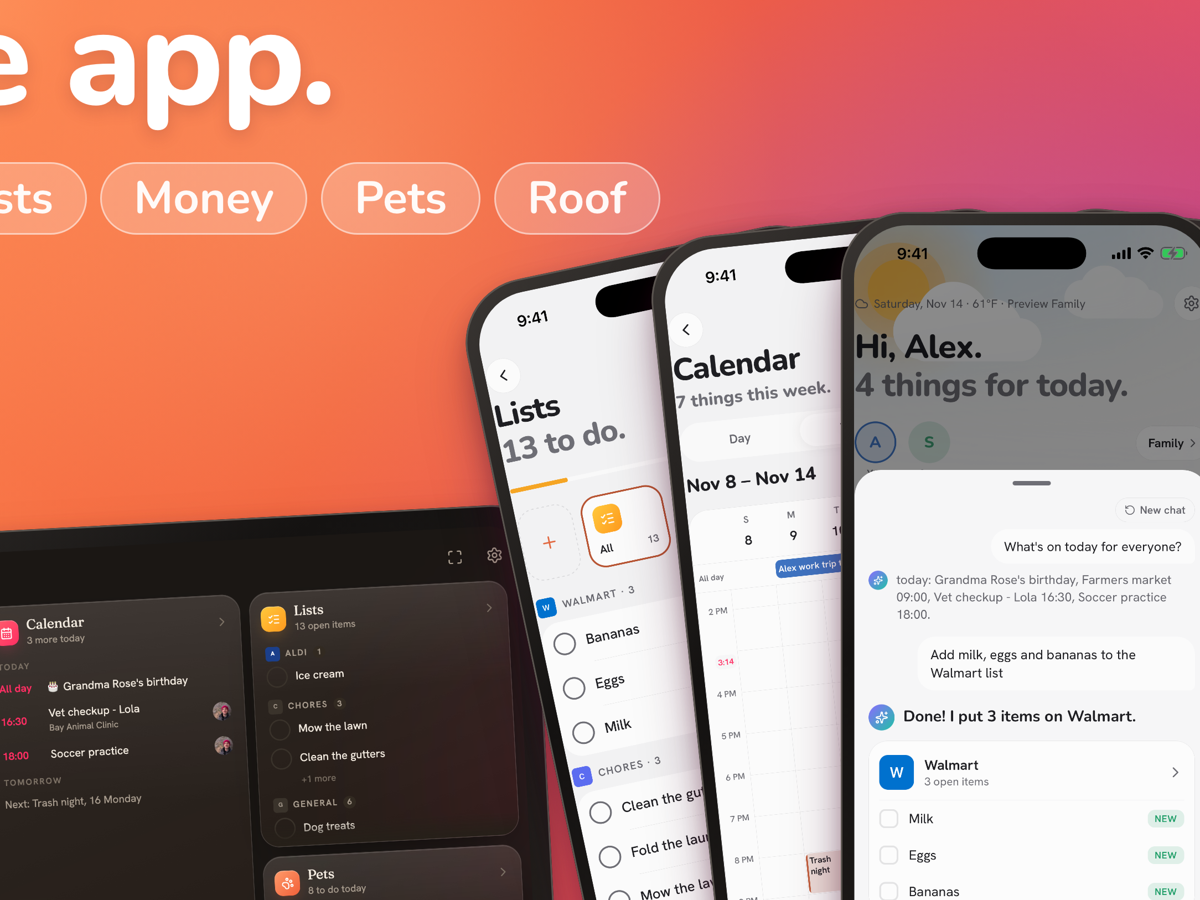 e app.
sts
Money
Pets
Roof
Calendar
3 more today
TODAY
All day
🎂 Grandma Rose's birthday
16:30
Vet checkup - Lola
Bay Animal Clinic
18:00
Soccer practice
TOMORROW
Next: Trash night, 16 Monday
Lists
13 open items
A ALDI 1
Ice cream
C CHORES 3
Mow the lawn
Clean the gutters
+1 more
G GENERAL 6
Dog treats
Pets
8 to do today
9:41
Lists
13 to do.
+
All 13
W WALMART · 3
Bananas
Eggs
Milk
C CHORES · 3
Clean the gut
Fold the laun
Mow the law
9:41
Calendar
7 things this week.
Day
Nov 8 – Nov 14
S M T
8 9 10
All day
Alex work trip t
2 PM
3:14
4 PM
5 PM
6 PM
7 PM
8 PM
Trash
night
9:41
Saturday, Nov 14 · 61°F · Preview Family
Hi, Alex.
4 things for today.
A
S
Family
New chat
What's on today for everyone?
today: Grandma Rose's birthday, Farmers market
09:00, Vet checkup - Lola 16:30, Soccer practice
18:00.
Add milk, eggs and bananas to the
Walmart list
Done! I put 3 items on Walmart.
W
Walmart
3 open items
Milk NEW
Eggs NEW
Bananas NEW